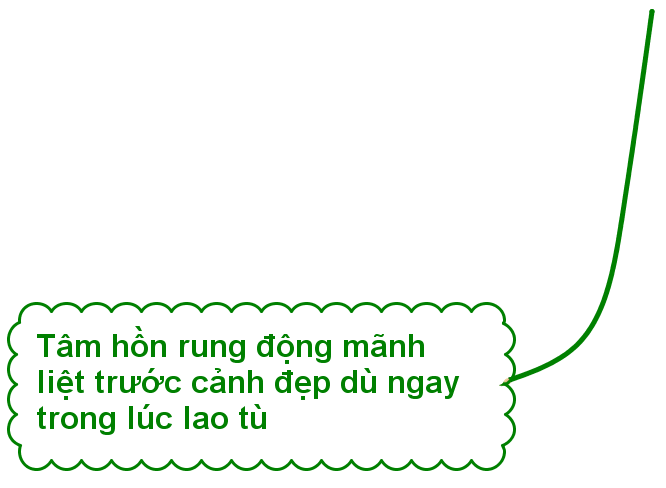 Tâm hồn rung động mãnh
liệt trước cảnh đẹp dù ngay
trong lúc lao tù